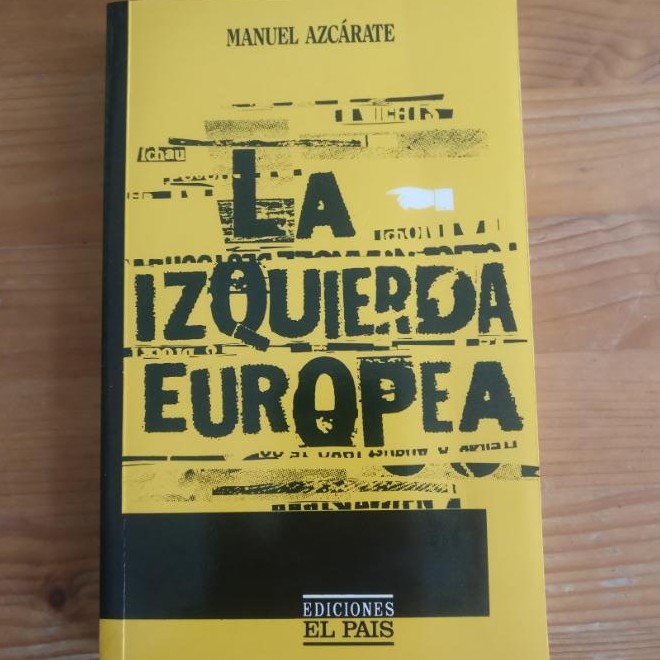 MANUEL AZCÁRATE
LA
IZQUIERDA
EUROPEA
EDICIONES
EL PAIS